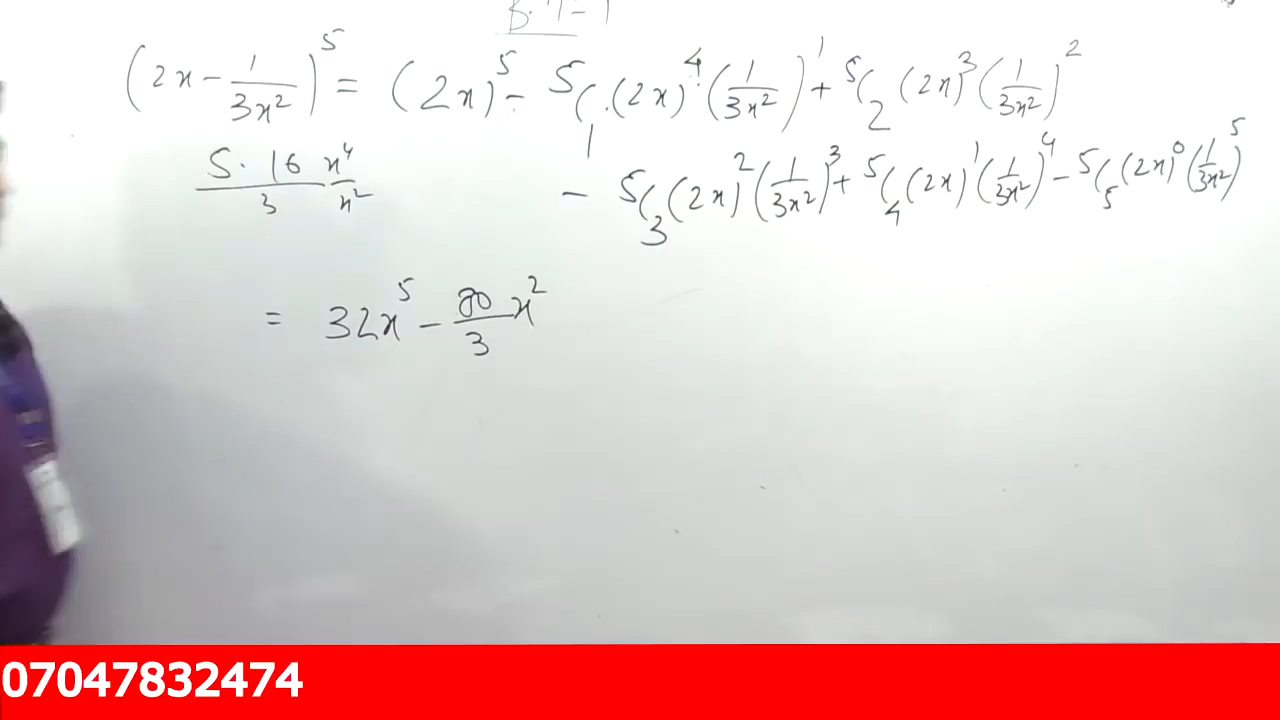 B.T-1
(2x - 1/3x²)⁵ = (2x)⁵ - ⁵C₁.(2x)⁴(1/3x²)¹ + ⁵C₂(2x)³(1/3x²)²
- ⁵C₃(2x)²(1/3x²)³ + ⁵C₄(2x)¹(1/3x²)⁴ - ⁵C₅(2x)⁰(1/3x²)⁵
5·16/3 x⁴/x²
= 32x⁵ - 80/3 x²
07047832474